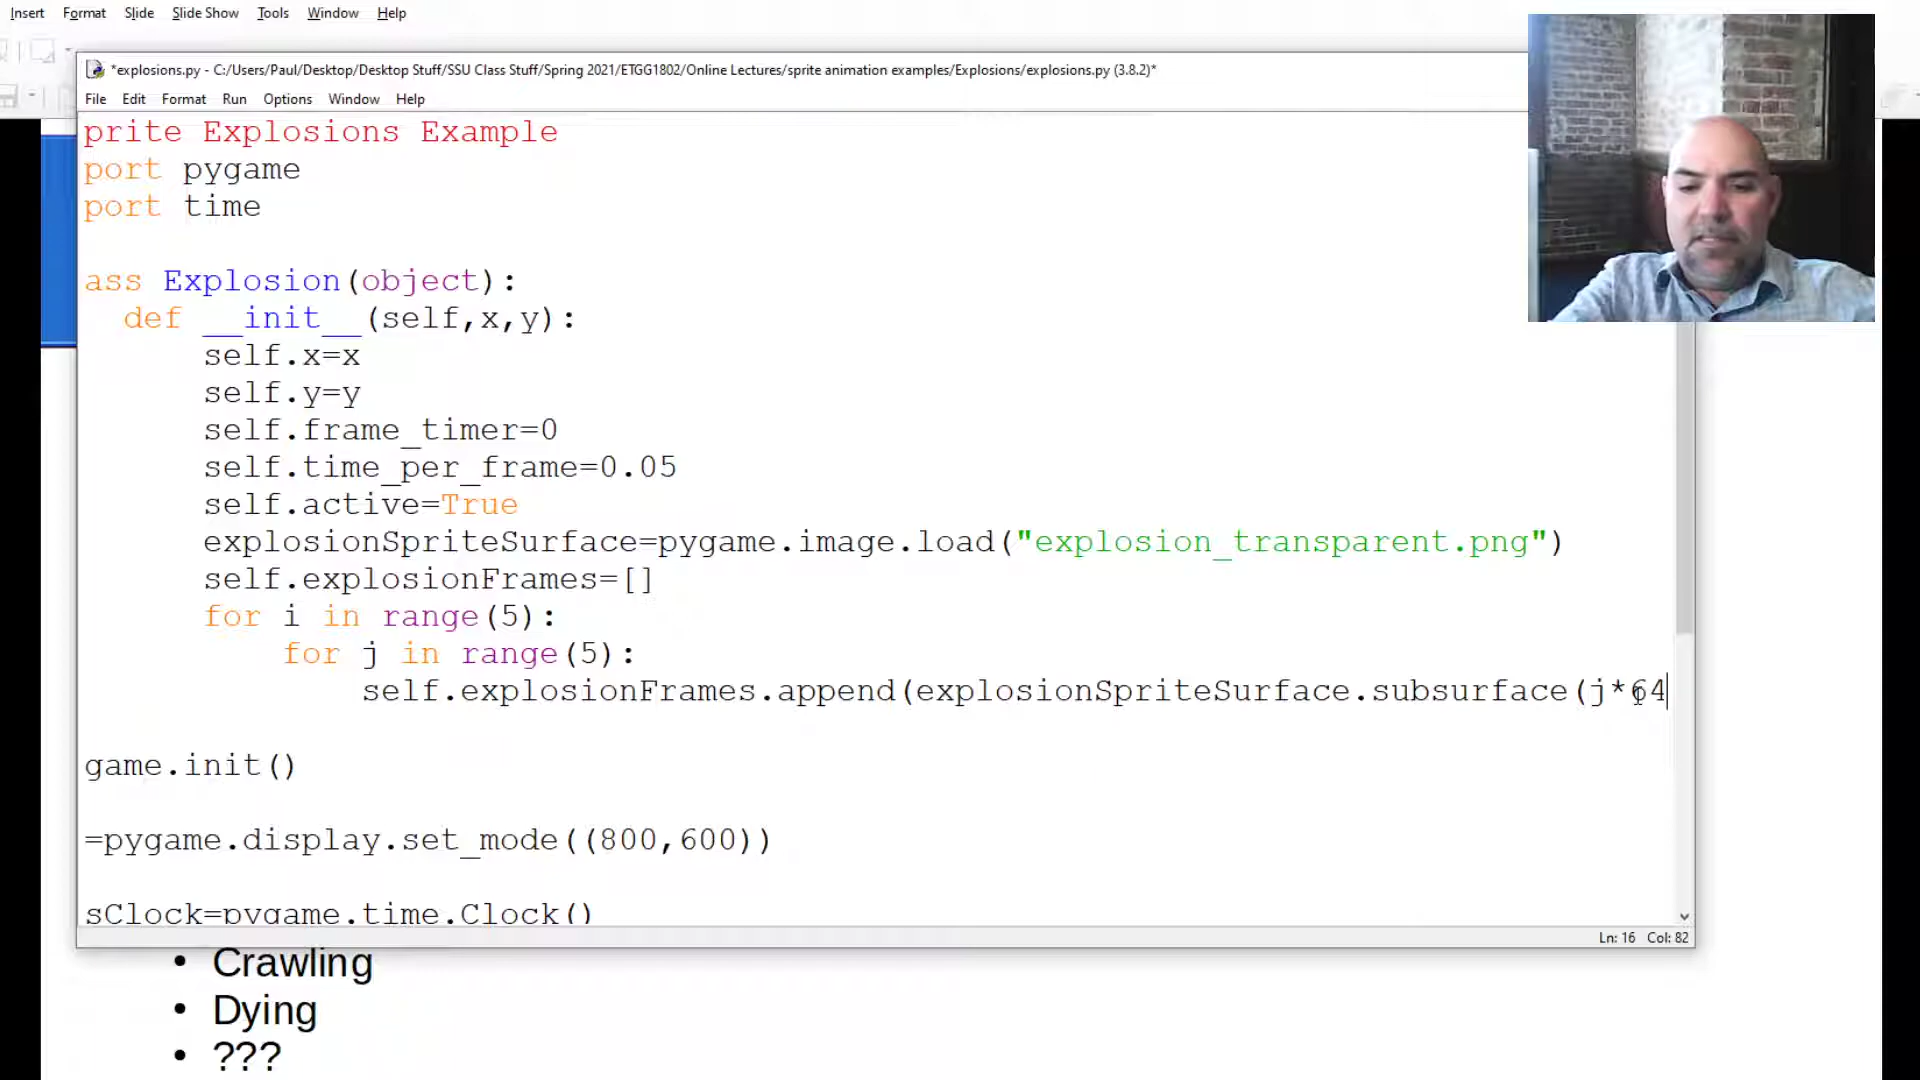 Insert Format Slide Slide Show Tools Window Help
*explosions.py - C:/Users/Paul/Desktop/Desktop Stuff/SSU Class Stuff/Spring 2021/ETGG1802/Online Lectures/sprite animation examples/Explosions/explosions.py (3.8.2)*
File Edit Format Run Options Window Help
prite Explosions Example
port pygame
port time
ass Explosion(object):
def __init__(self,x,y):
self.x=x
self.y=y
self.frame_timer=0
self.time_per_frame=0.05
self.active=True
explosionSpriteSurface=pygame.image.load("explosion_transparent.png")
self.explosionFrames=[]
for i in range(5):
for j in range(5):
self.explosionFrames.append(explosionSpriteSurface.subsurface(j*64
game.init()
=pygame.display.set_mode((800,600))
sClock=pygame.time.Clock()
Ln: 16 Col: 82
• Crawling
• Dying
• ???